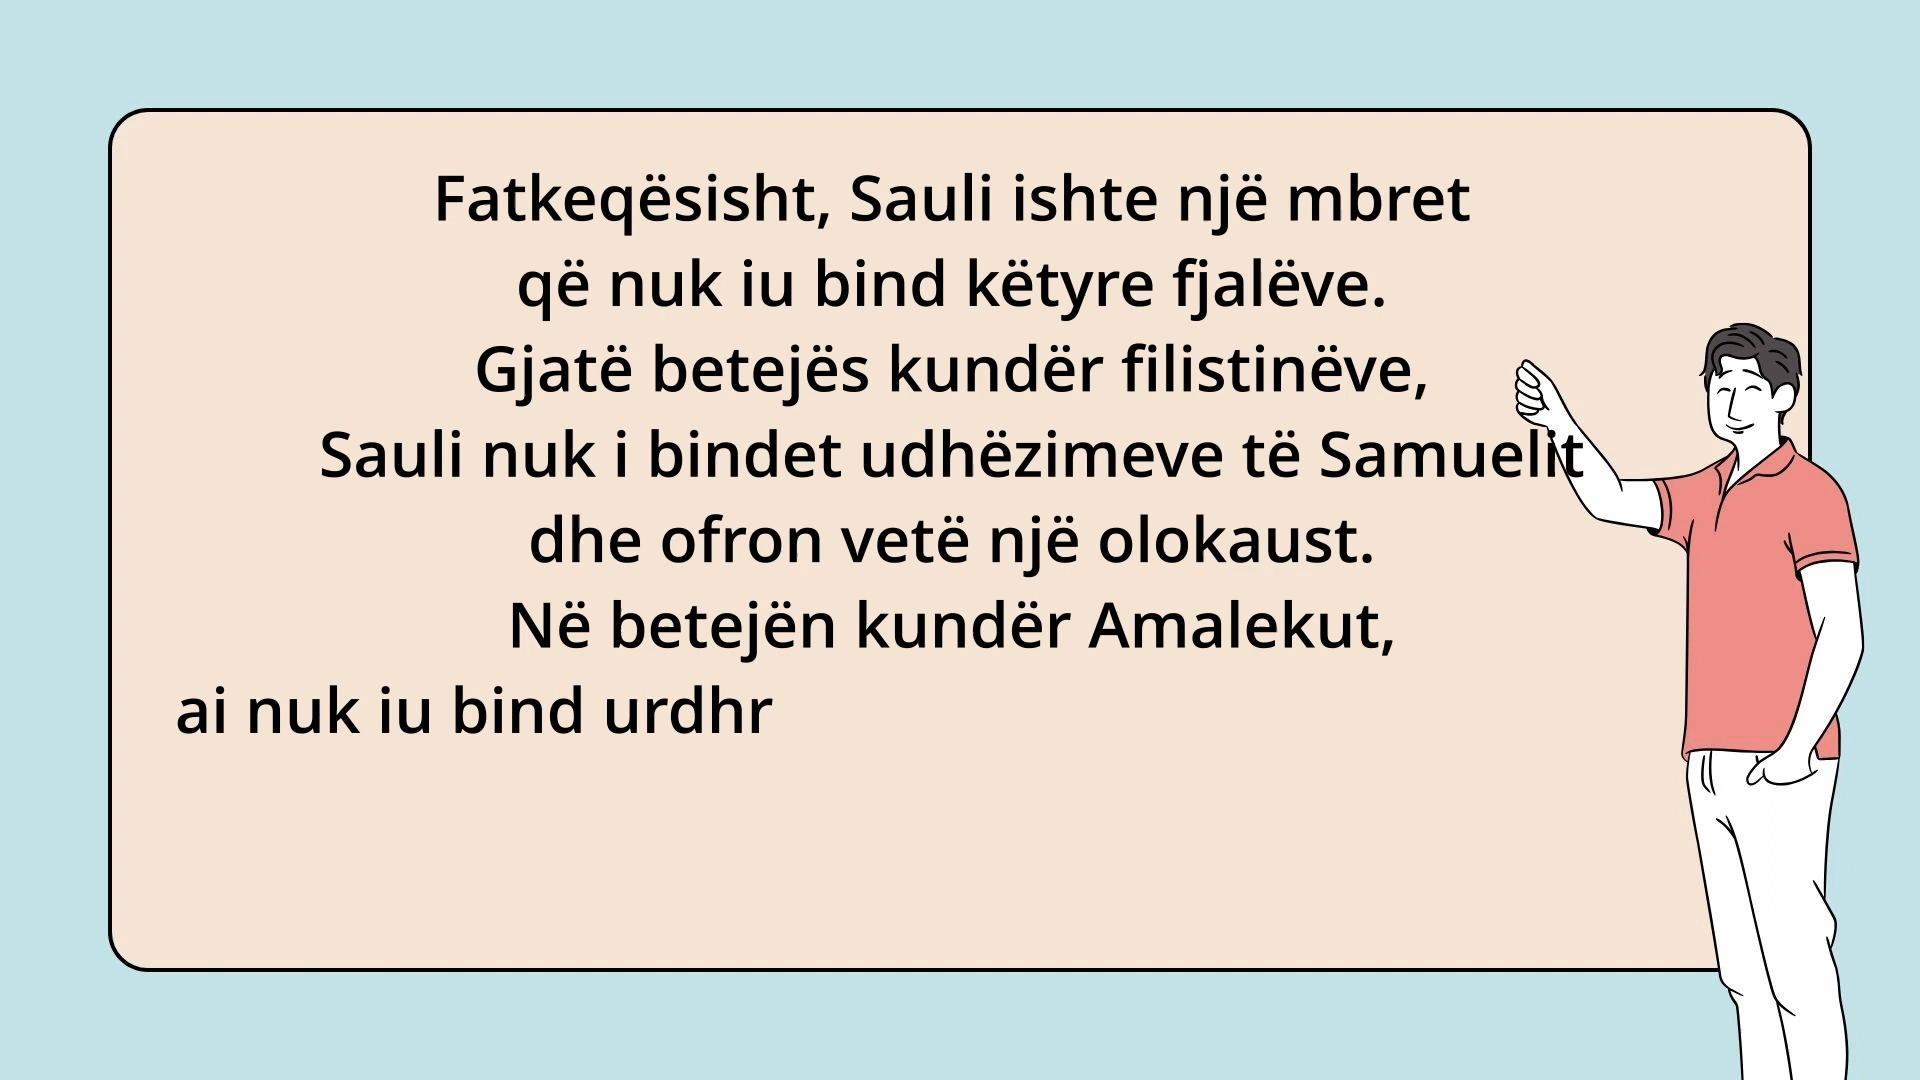 Fatkeqësisht, Sauli ishte një mbret
që nuk iu bind këtyre fjalëve.
Gjatë betejës kundër filistinëve,
Sauli nuk i bindet udhëzimeve të Samuelit
dhe ofron vetë një olokaust.
Në betejën kundër Amalekut,
ai nuk iu bind urdhr